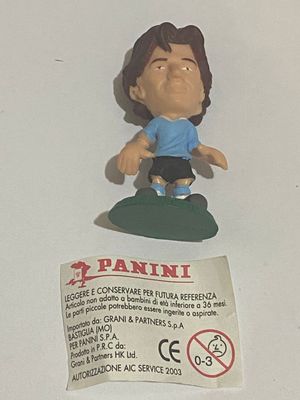 PANINI
LEGGERE E CONSERVARE PER FUTURA REFERENZA
Articolo non adatto a bambini di età inferiore a 36 mesi.
Le parti piccole potrebbero essere ingerite o aspirate.
Importato da: GRANI & PARTNERS S.p.A
BASTIGLIA (MO)
PER PANINI S.P.A.
Prodotto in P.R.C da:
Grani & Partners HK Ltd.
CE
0-3
AUTORIZZAZIONE AIC SERVICE 2003